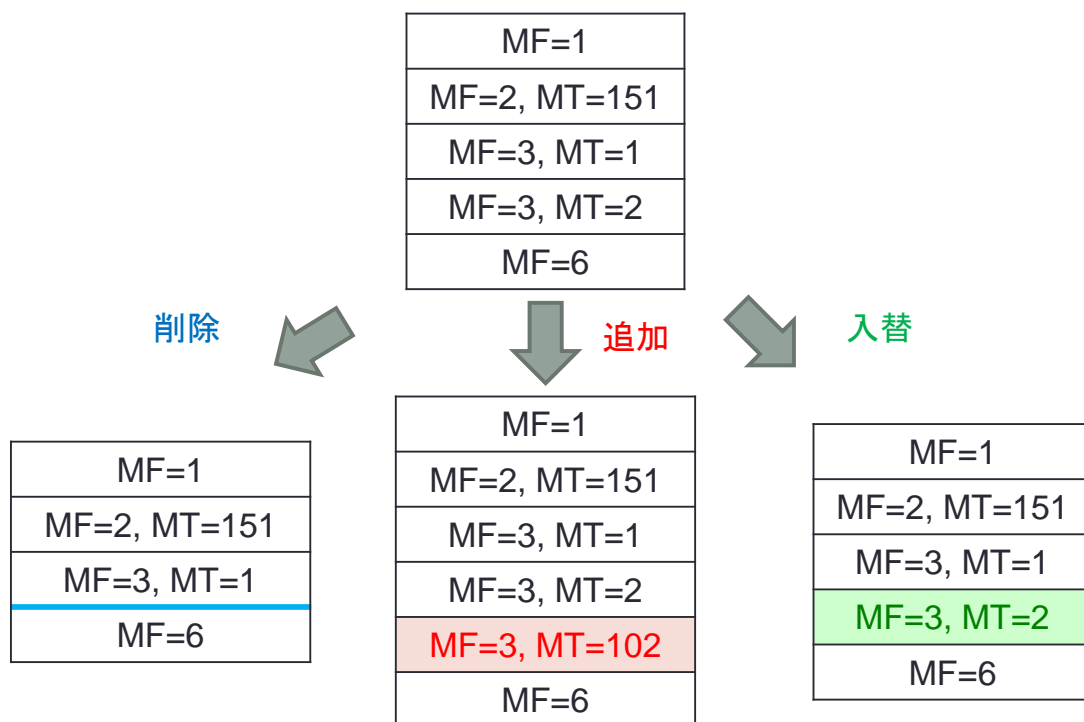 MF=1
MF=2, MT=151
MF=3, MT=1
MF=3, MT=2
MF=6
削除
追加
入替
MF=1
MF=2, MT=151
MF=3, MT=1
MF=6
MF=1
MF=2, MT=151
MF=3, MT=1
MF=3, MT=2
MF=3, MT=102
MF=6
MF=1
MF=2, MT=151
MF=3, MT=1
MF=3, MT=2
MF=6